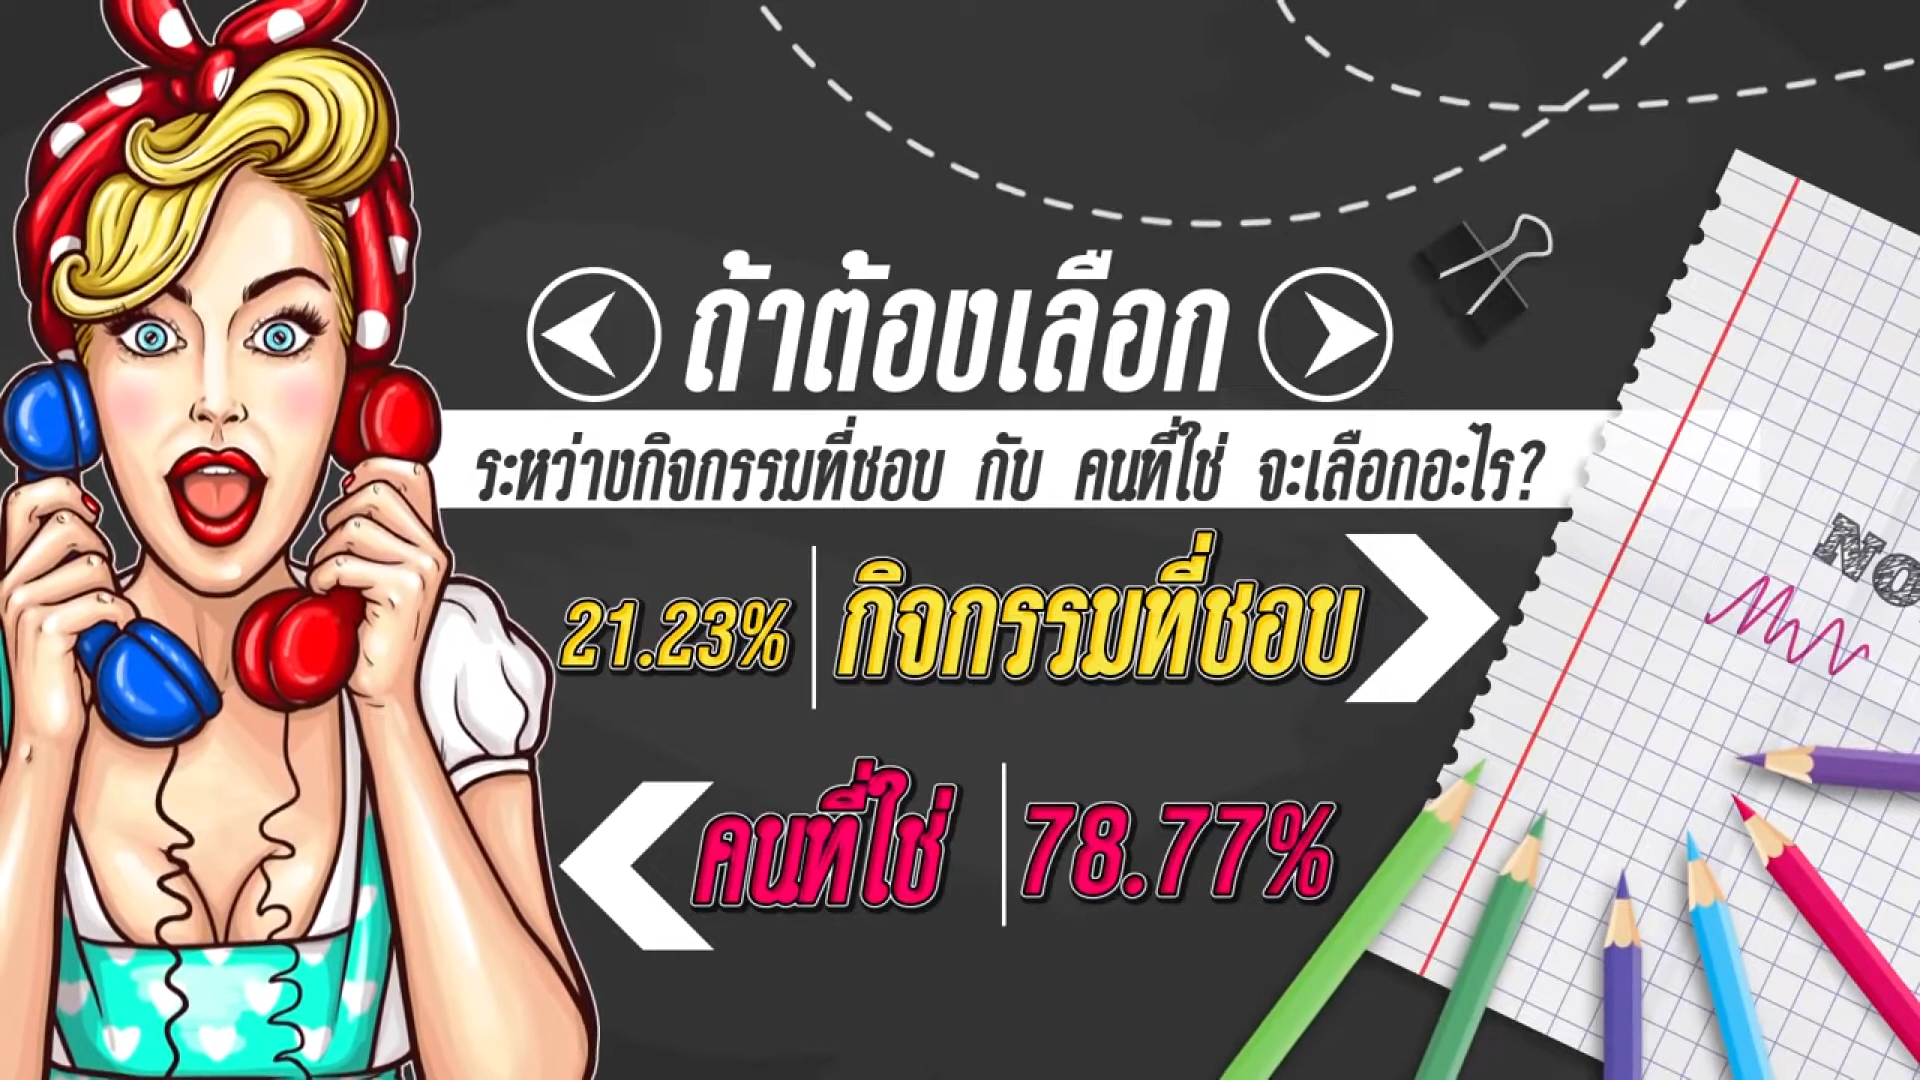 ถ้าต้องเลือก
ระหว่างกิจกรรมที่ชอบ กับ คนที่ใช่ จะเลือกอะไร?
21.23% กิจกรรมที่ชอบ
คนที่ใช่ 78.77%
No